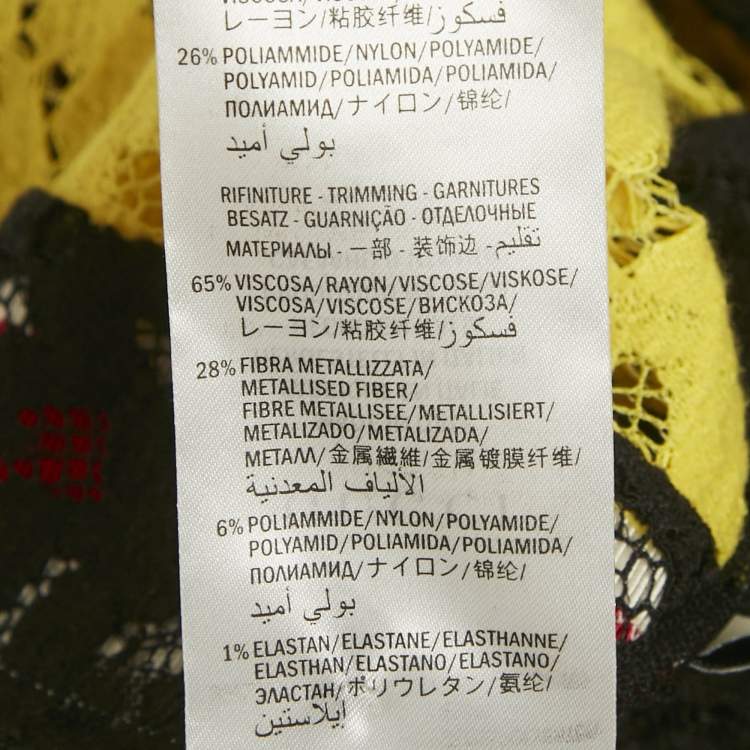 レーヨン/粘胶纤维/فسكوز
26% POLIAMMIDE/NYLON/POLYAMIDE/
POLYAMID/POLIAMIDA/POLIAMIDA/
ПОЛИАМИД/ナイロン/锦纶/
بولي أميد
RIFINITURE - TRIMMING - GARNITURES
BESATZ - GUARNIÇAO - ОТДЕЛОЧНЫЕ
МАТЕРИАЛЫ - 一部 - 装饰边 - تقليم
65% VISCOSA/RAYON/VISCOSE/VISKOSE/
VISCOSA/VISCOSE/ВИСКОЗА/
レーヨン/粘胶纤维/فسكوز
28% FIBRA METALLIZZATA/
METALLISED FIBER/
FIBRE METALLISEE/METALLISIERT/
METALIZADO/METALIZADA/
МЕТАЛЛ/金属繊維/金属镀膜纤维/
الألياف المعدنية
6% POLIAMMIDE/NYLON/POLYAMIDE/
POLYAMID/POLIAMIDA/POLIAMIDA/
ПОЛИАМИД/ナイロン/锦纶/
بولي أميد
1% ELASTAN/ELASTANE/ELASTHANNE/
ELASTHAN/ELASTANO/ELASTANO/
ЭЛАСТАН/ポリウレタン/氨纶/
إيلاستين